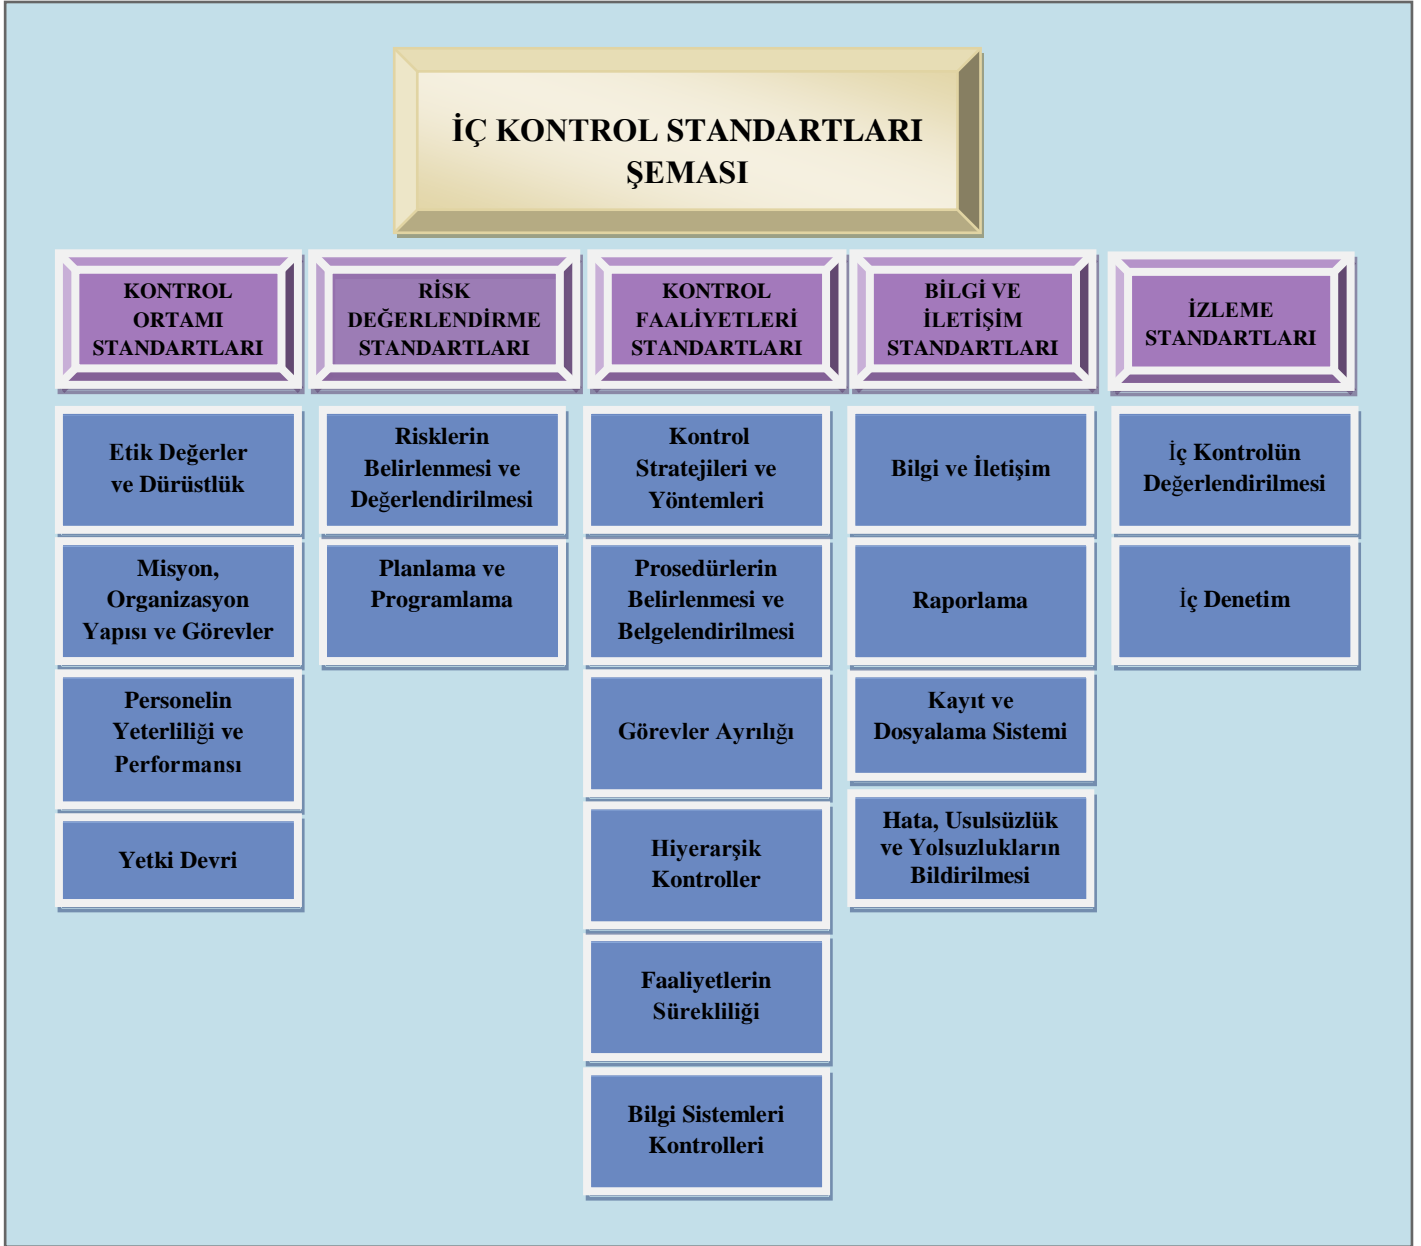 İÇ KONTROL STANDARTLARI
ŞEMASI
KONTROL
ORTAMI
STANDARTLARI
Etik Değerler
ve Dürüstlük
Misyon,
Organizasyon
Yapısı ve Görevler
Personelin
Yeterliliği ve
Performansı
Yetki Devri
RİSK
DEĞERLENDİRME
STANDARTLARI
Risklerin
Belirlenmesi ve
Değerlendirilmesi
Planlama ve
Programlama
KONTROL
FAALİYETLERİ
STANDARTLARI
Kontrol
Stratejileri ve
Yöntemleri
Prosedürlerin
Belirlenmesi ve
Belgelendirilmesi
Görevler Ayrılığı
Hiyerarşik
Kontroller
Faaliyetlerin
Sürekliliği
Bilgi Sistemleri
Kontrolleri
BİLGİ VE
İLETİŞİM
STANDARTLARI
Bilgi ve İletişim
Raporlama
Kayıt ve
Dosyalama Sistemi
Hata, Usulsüzlük
ve Yolsuzlukların
Bildirilmesi
İZLEME
STANDARTLARI
İç Kontrolün
Değerlendirilmesi
İç Denetim